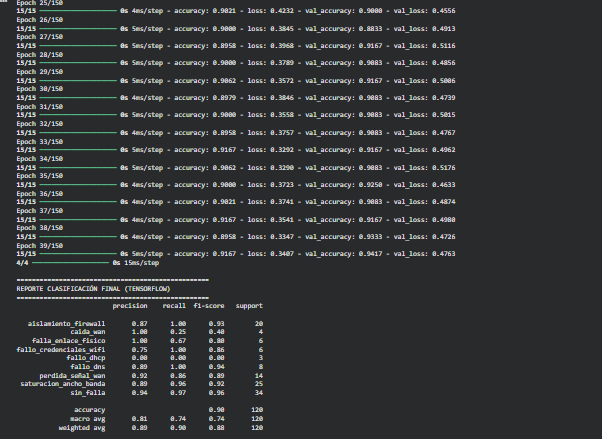 Epoch 25/150
15/15 ━━━━━━━━━━━━━━━━━━━━ 0s 4ms/step - accuracy: 0.9021 - loss: 0.4232 - val_accuracy: 0.9000 - val_loss: 0.4556
Epoch 26/150
15/15 ━━━━━━━━━━━━━━━━━━━━ 0s 5ms/step - accuracy: 0.9000 - loss: 0.3845 - val_accuracy: 0.8833 - val_loss: 0.4913
Epoch 27/150
15/15 ━━━━━━━━━━━━━━━━━━━━ 0s 5ms/step - accuracy: 0.8958 - loss: 0.3968 - val_accuracy: 0.9167 - val_loss: 0.5116
Epoch 28/150
15/15 ━━━━━━━━━━━━━━━━━━━━ 0s 5ms/step - accuracy: 0.9000 - loss: 0.3789 - val_accuracy: 0.9083 - val_loss: 0.4856
Epoch 29/150
15/15 ━━━━━━━━━━━━━━━━━━━━ 0s 5ms/step - accuracy: 0.9062 - loss: 0.3572 - val_accuracy: 0.9167 - val_loss: 0.5006
Epoch 30/150
15/15 ━━━━━━━━━━━━━━━━━━━━ 0s 4ms/step - accuracy: 0.8979 - loss: 0.3846 - val_accuracy: 0.9083 - val_loss: 0.4739
Epoch 31/150
15/15 ━━━━━━━━━━━━━━━━━━━━ 0s 5ms/step - accuracy: 0.9000 - loss: 0.3558 - val_accuracy: 0.9083 - val_loss: 0.5015
Epoch 32/150
15/15 ━━━━━━━━━━━━━━━━━━━━ 0s 4ms/step - accuracy: 0.8958 - loss: 0.3757 - val_accuracy: 0.9083 - val_loss: 0.4767
Epoch 33/150
15/15 ━━━━━━━━━━━━━━━━━━━━ 0s 5ms/step - accuracy: 0.9167 - loss: 0.3292 - val_accuracy: 0.9167 - val_loss: 0.4962
Epoch 34/150
15/15 ━━━━━━━━━━━━━━━━━━━━ 0s 5ms/step - accuracy: 0.9062 - loss: 0.3290 - val_accuracy: 0.9083 - val_loss: 0.5176
Epoch 35/150
15/15 ━━━━━━━━━━━━━━━━━━━━ 0s 4ms/step - accuracy: 0.9000 - loss: 0.3723 - val_accuracy: 0.9250 - val_loss: 0.4633
Epoch 36/150
15/15 ━━━━━━━━━━━━━━━━━━━━ 0s 5ms/step - accuracy: 0.9021 - loss: 0.3741 - val_accuracy: 0.9083 - val_loss: 0.4874
Epoch 37/150
15/15 ━━━━━━━━━━━━━━━━━━━━ 0s 4ms/step - accuracy: 0.9167 - loss: 0.3541 - val_accuracy: 0.9167 - val_loss: 0.4980
Epoch 38/150
15/15 ━━━━━━━━━━━━━━━━━━━━ 0s 4ms/step - accuracy: 0.8958 - loss: 0.3347 - val_accuracy: 0.9333 - val_loss: 0.4726
Epoch 39/150
15/15 ━━━━━━━━━━━━━━━━━━━━ 0s 5ms/step - accuracy: 0.9167 - loss: 0.3407 - val_accuracy: 0.9417 - val_loss: 0.4763
4/4 ━━━━━━━━━━━━━━━━━━━━ 0s 15ms/step
==================================================
REPORTE CLASIFICACIÓN FINAL (TENSORFLOW)
==================================================
precision recall f1-score support
aislamiento_firewall 0.87 1.00 0.93 20
caida_wan 1.00 0.25 0.40 4
falla_enlace_fisico 1.00 0.67 0.80 6
fallo_credenciales_wifi 0.75 1.00 0.86 6
fallo_dhcp 0.00 0.00 0.00 3
fallo_dns 0.89 1.00 0.94 8
perdida_señal_wan 0.92 0.86 0.89 14
saturacion_ancho_banda 0.89 0.96 0.92 25
sin_falla 0.94 0.97 0.96 34
accuracy 0.90 120
macro avg 0.81 0.74 0.74 120
weighted avg 0.89 0.90 0.88 120